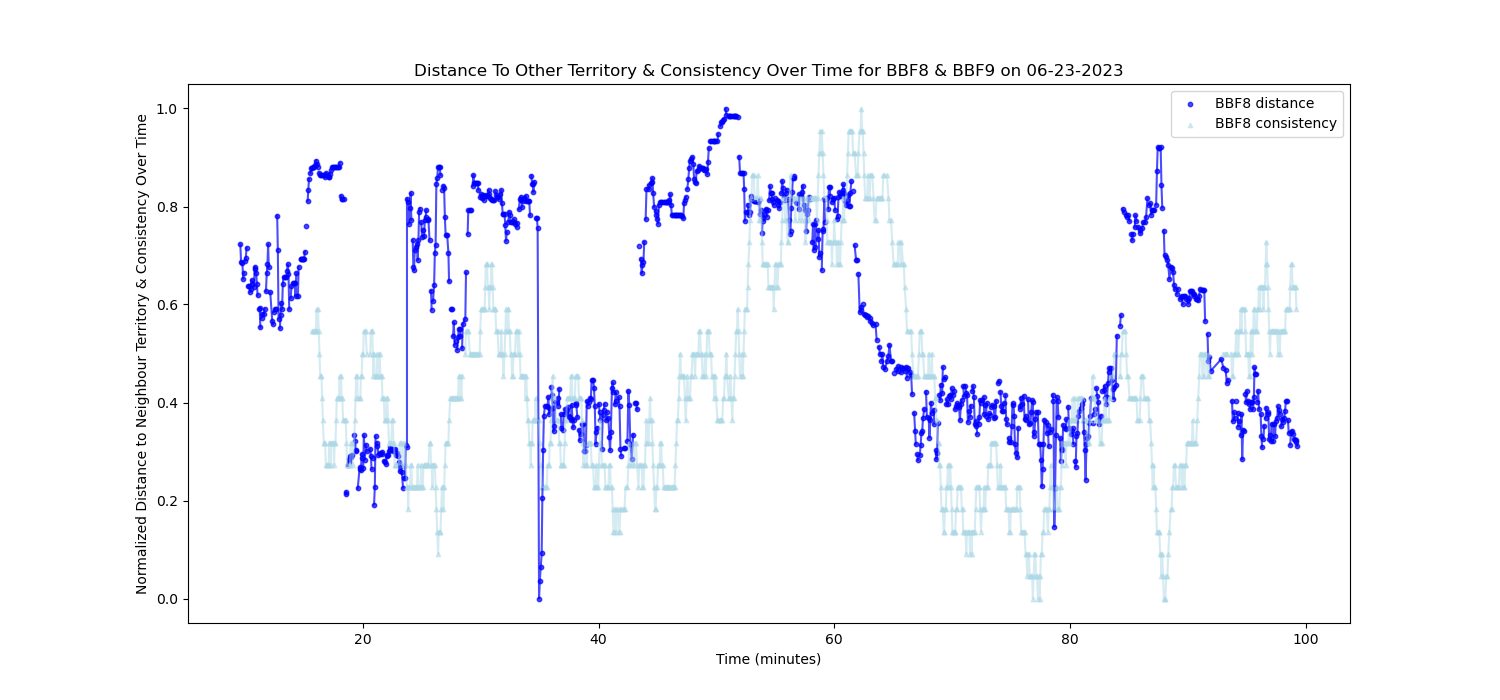 Distance To Other Territory & Consistency Over Time for BBF8 & BBF9 on 06-23-2023
BBF8 distance
BBF8 consistency
Normalized Distance to Neighbour Territory & Consistency Over Time
1.0
0.8
0.6
0.4
0.2
0.0
20
40
60
80
100
Time (minutes)